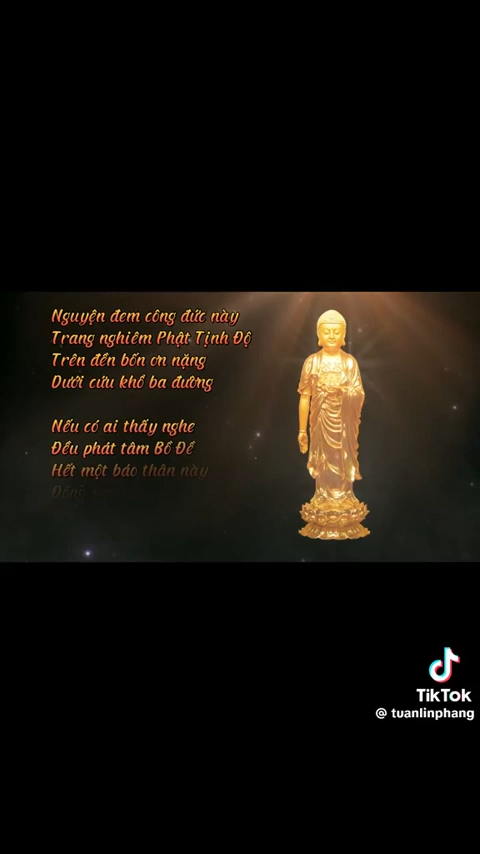 Nguyện đem công đức này
Trang nghiêm Phật Tịnh Độ
Trên đền bốn ơn nặng
Dưới cứu khổ ba đường
Nếu có ai thấy nghe
Đều phát tâm Bồ Đề
Hết một báo thân này
Đồng
TikTok
@ tuanlinphang